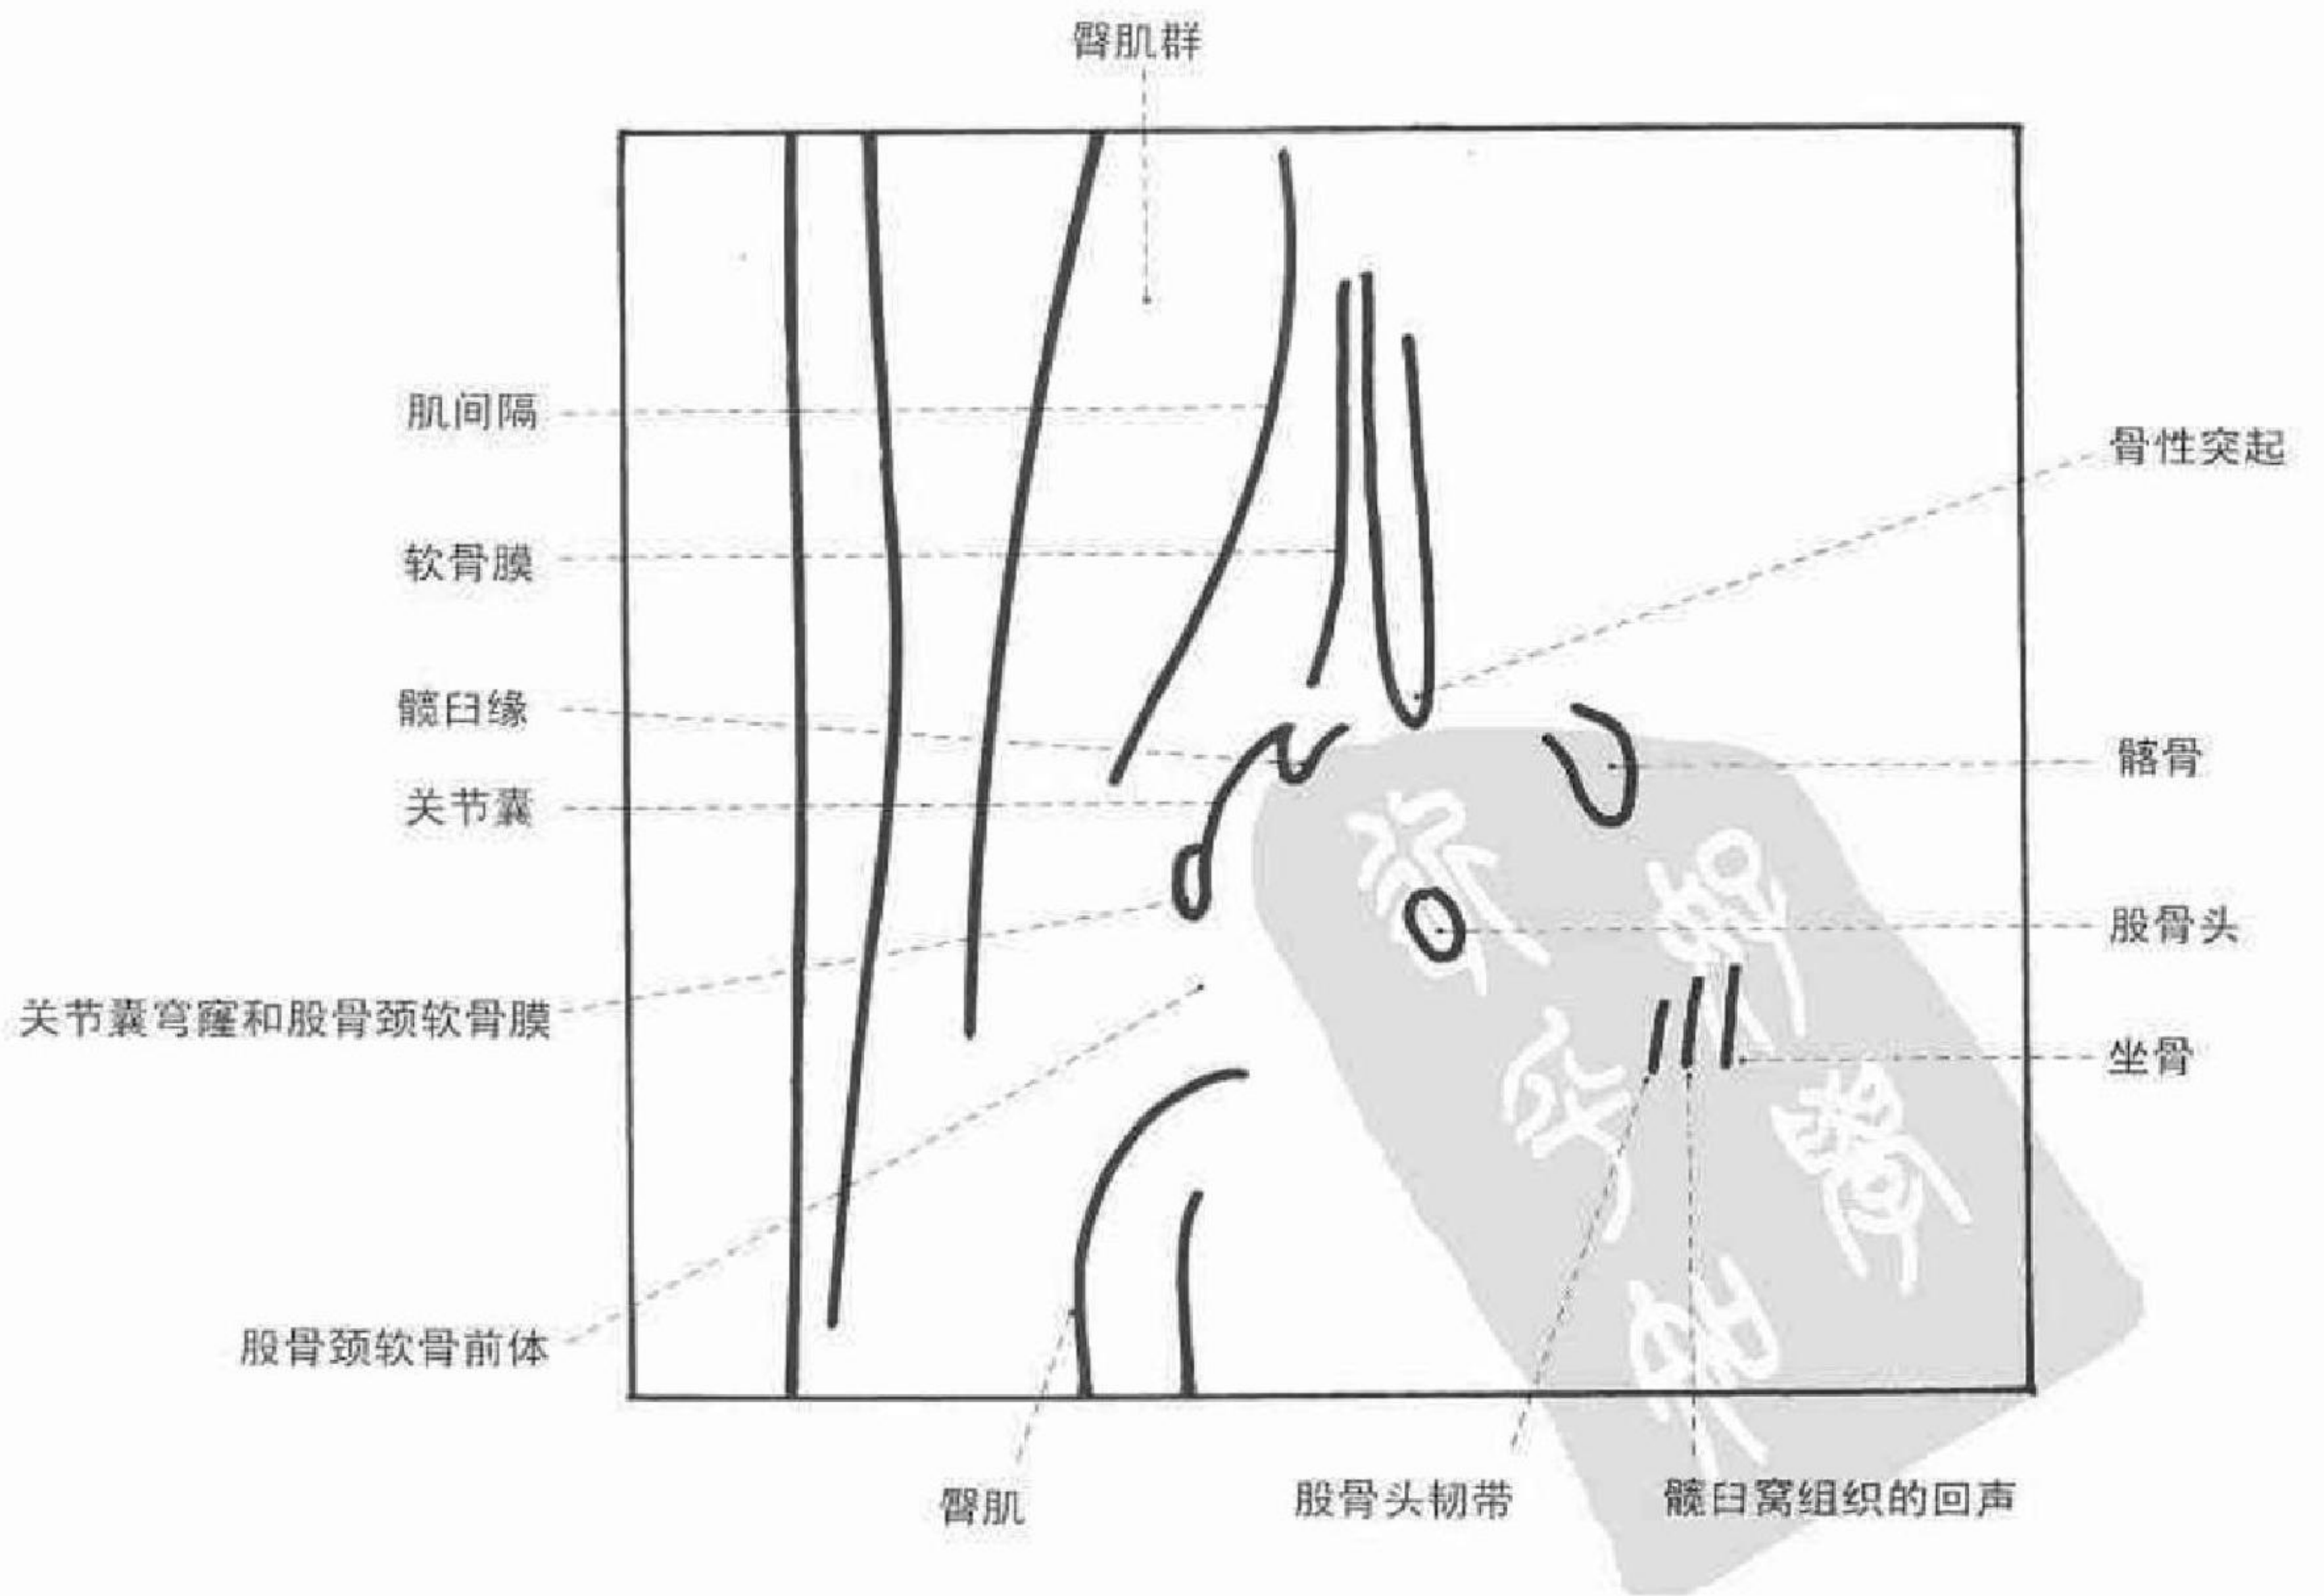 臀肌群
肌间隔
骨性突起
软骨膜
髋臼缘
髂骨
关节囊
股骨头
关节囊穹窿和股骨颈软骨膜
坐骨
股骨颈软骨前体
臀肌
股骨头韧带
髋臼窝组织的回声